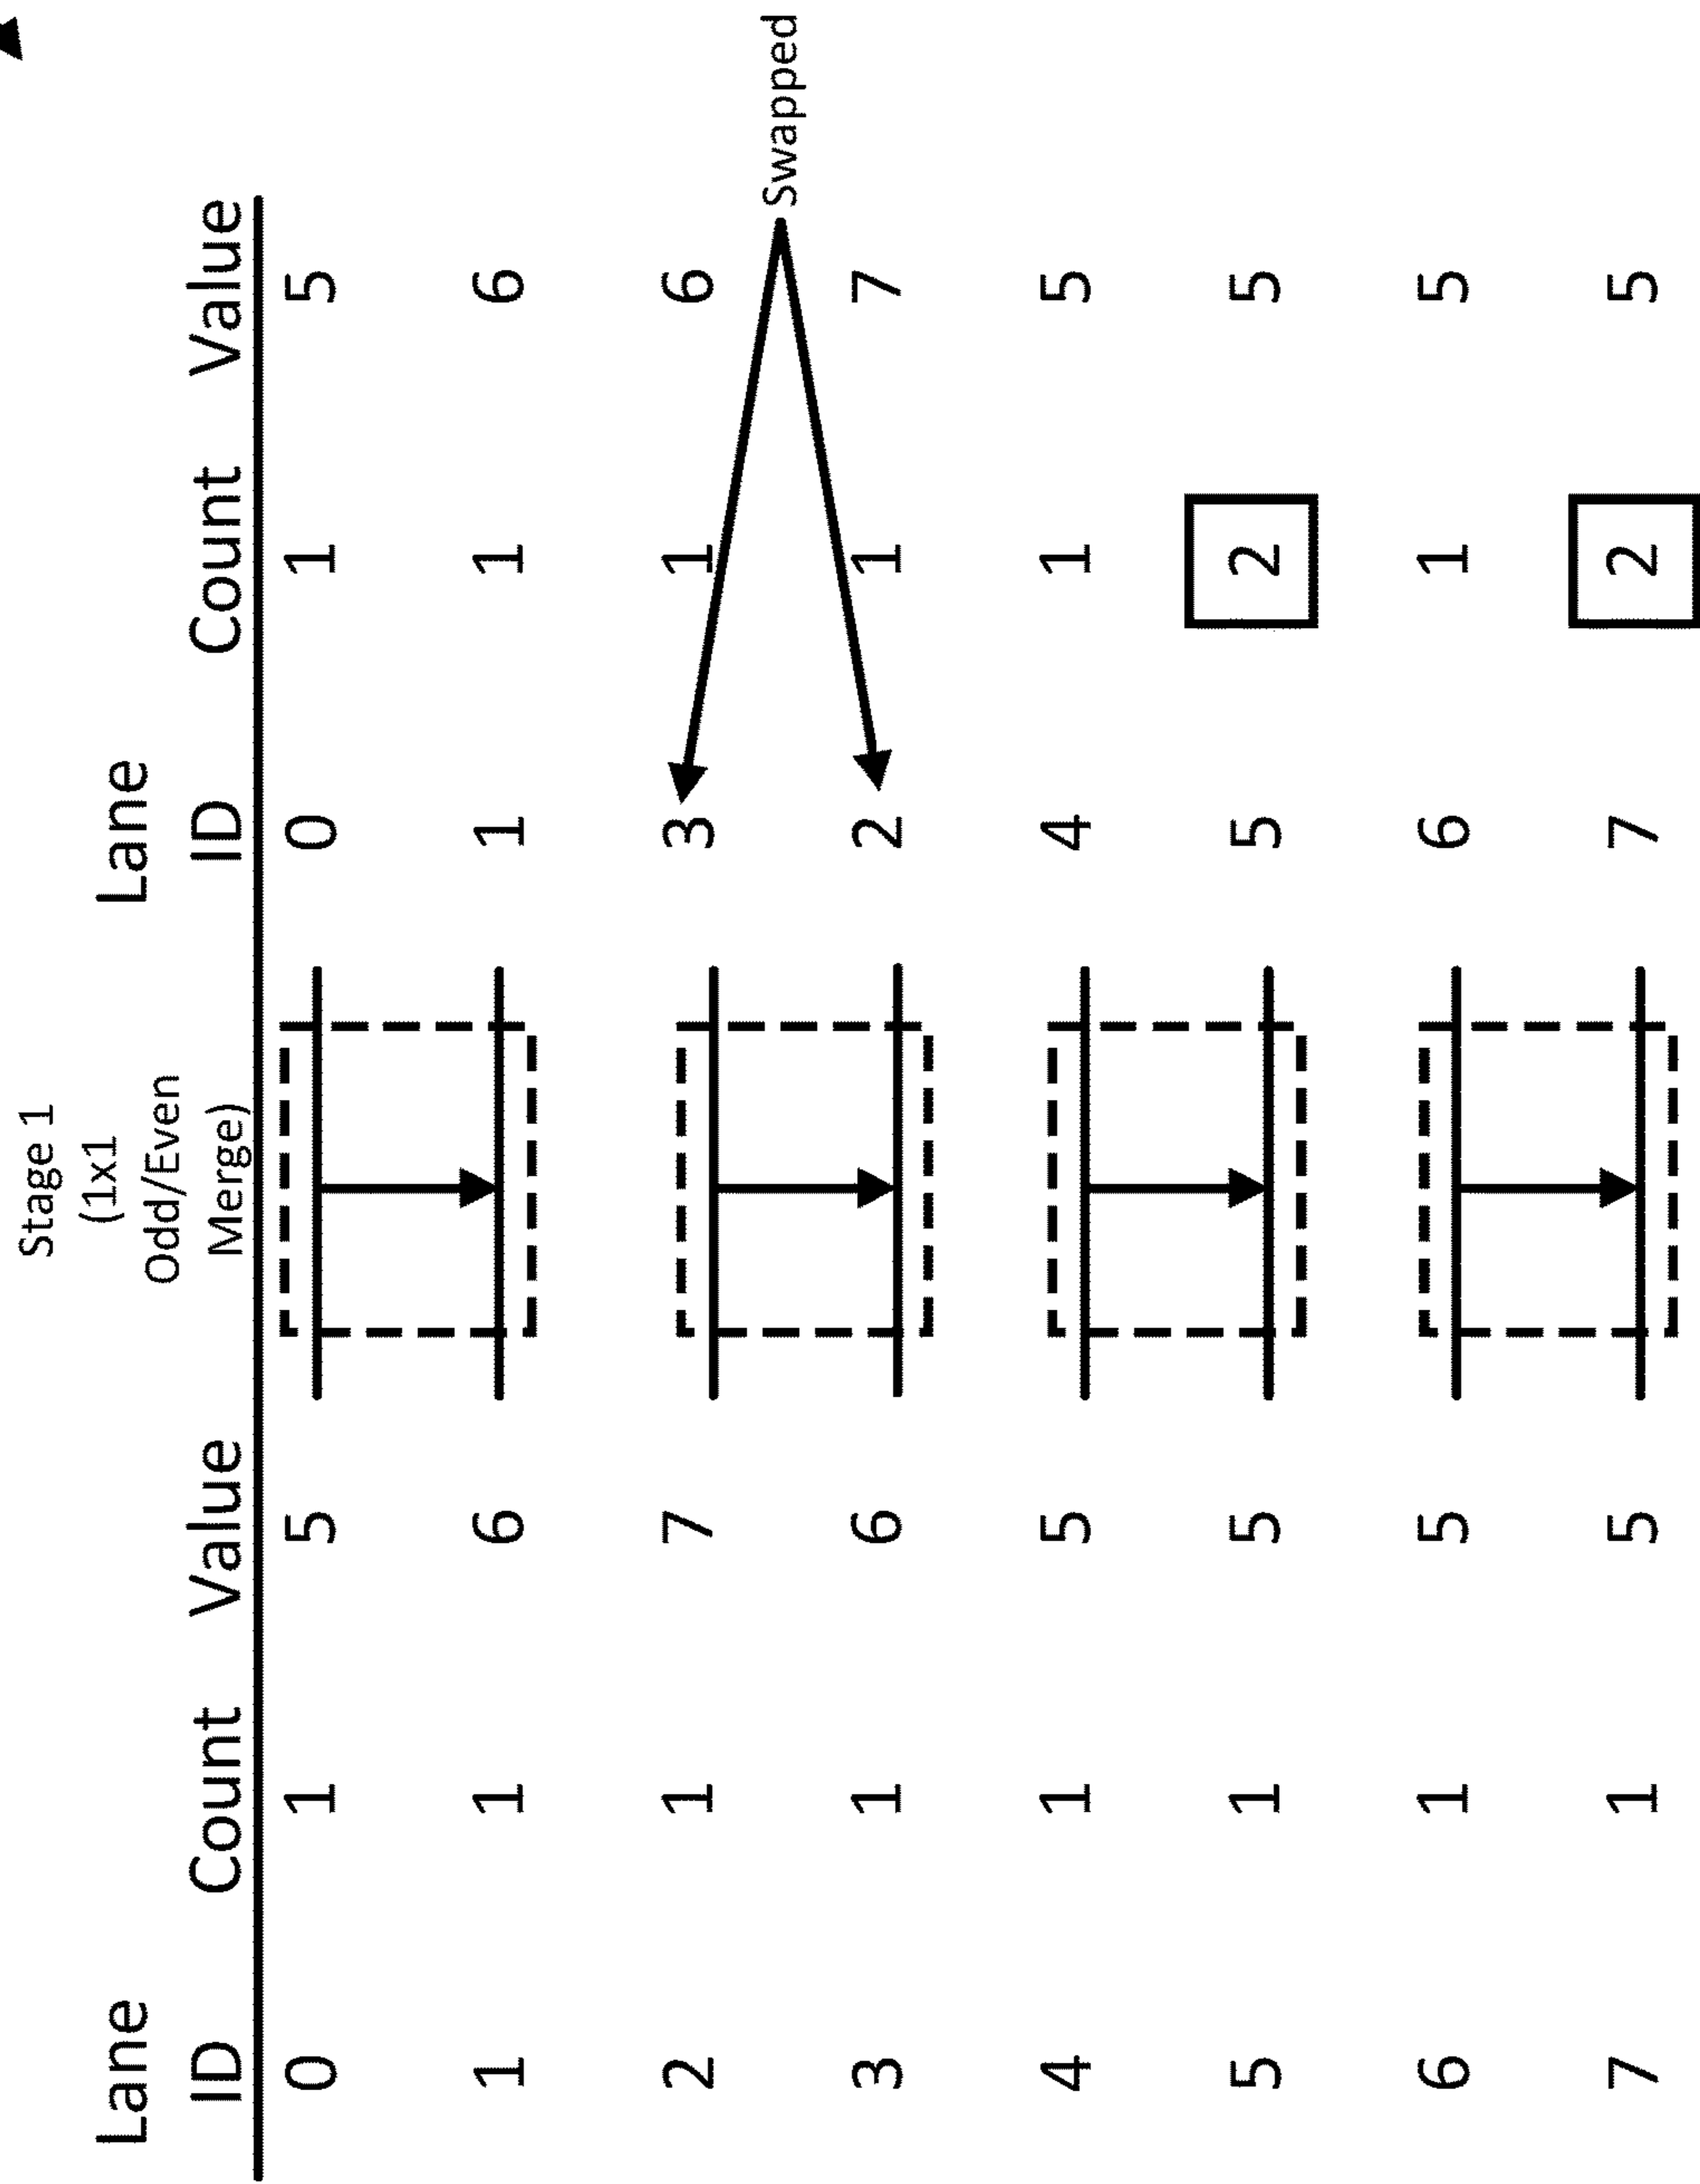 Stage 1
(1x1
Odd/Even
Merge)
Lane Lane
ID Count Value ID Count Value
0 1 5 0 1 5
1 1 6 1 1 6
2 1 7 3 1 6
Swapped
3 1 6 2 1 7
4 1 5 4 1 5
5 1 5 5 2 5
6 1 5 6 1 5
7 1 5 7 2 5